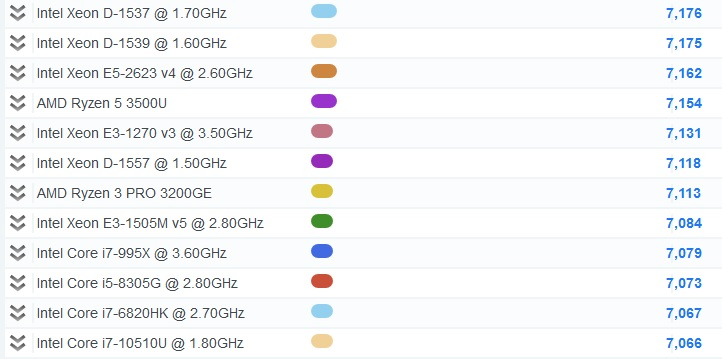 Intel Xeon D-1537 @ 1.70GHz 7,176
Intel Xeon D-1539 @ 1.60GHz 7,175
Intel Xeon E5-2623 v4 @ 2.60GHz 7,162
AMD Ryzen 5 3500U 7,154
Intel Xeon E3-1270 v3 @ 3.50GHz 7,131
Intel Xeon D-1557 @ 1.50GHz 7,118
AMD Ryzen 3 PRO 3200GE 7,113
Intel Xeon E3-1505M v5 @ 2.80GHz 7,084
Intel Core i7-995X @ 3.60GHz 7,079
Intel Core i5-8305G @ 2.80GHz 7,073
Intel Core i7-6820HK @ 2.70GHz 7,067
Intel Core i7-10510U @ 1.80GHz 7,066